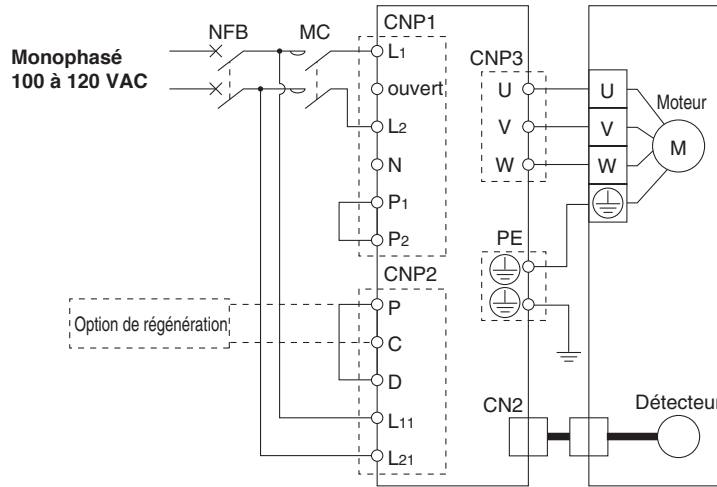 Monophasé
100 à 120 VAC
NFB
MC
CNP1
L1
ouvert
L2
N
P1
P2
CNP2
Option de régénération
P
C
D
L11
L21
CNP3
U
V
W
PE
CN2
U
V
W
Moteur
M
Détecteur